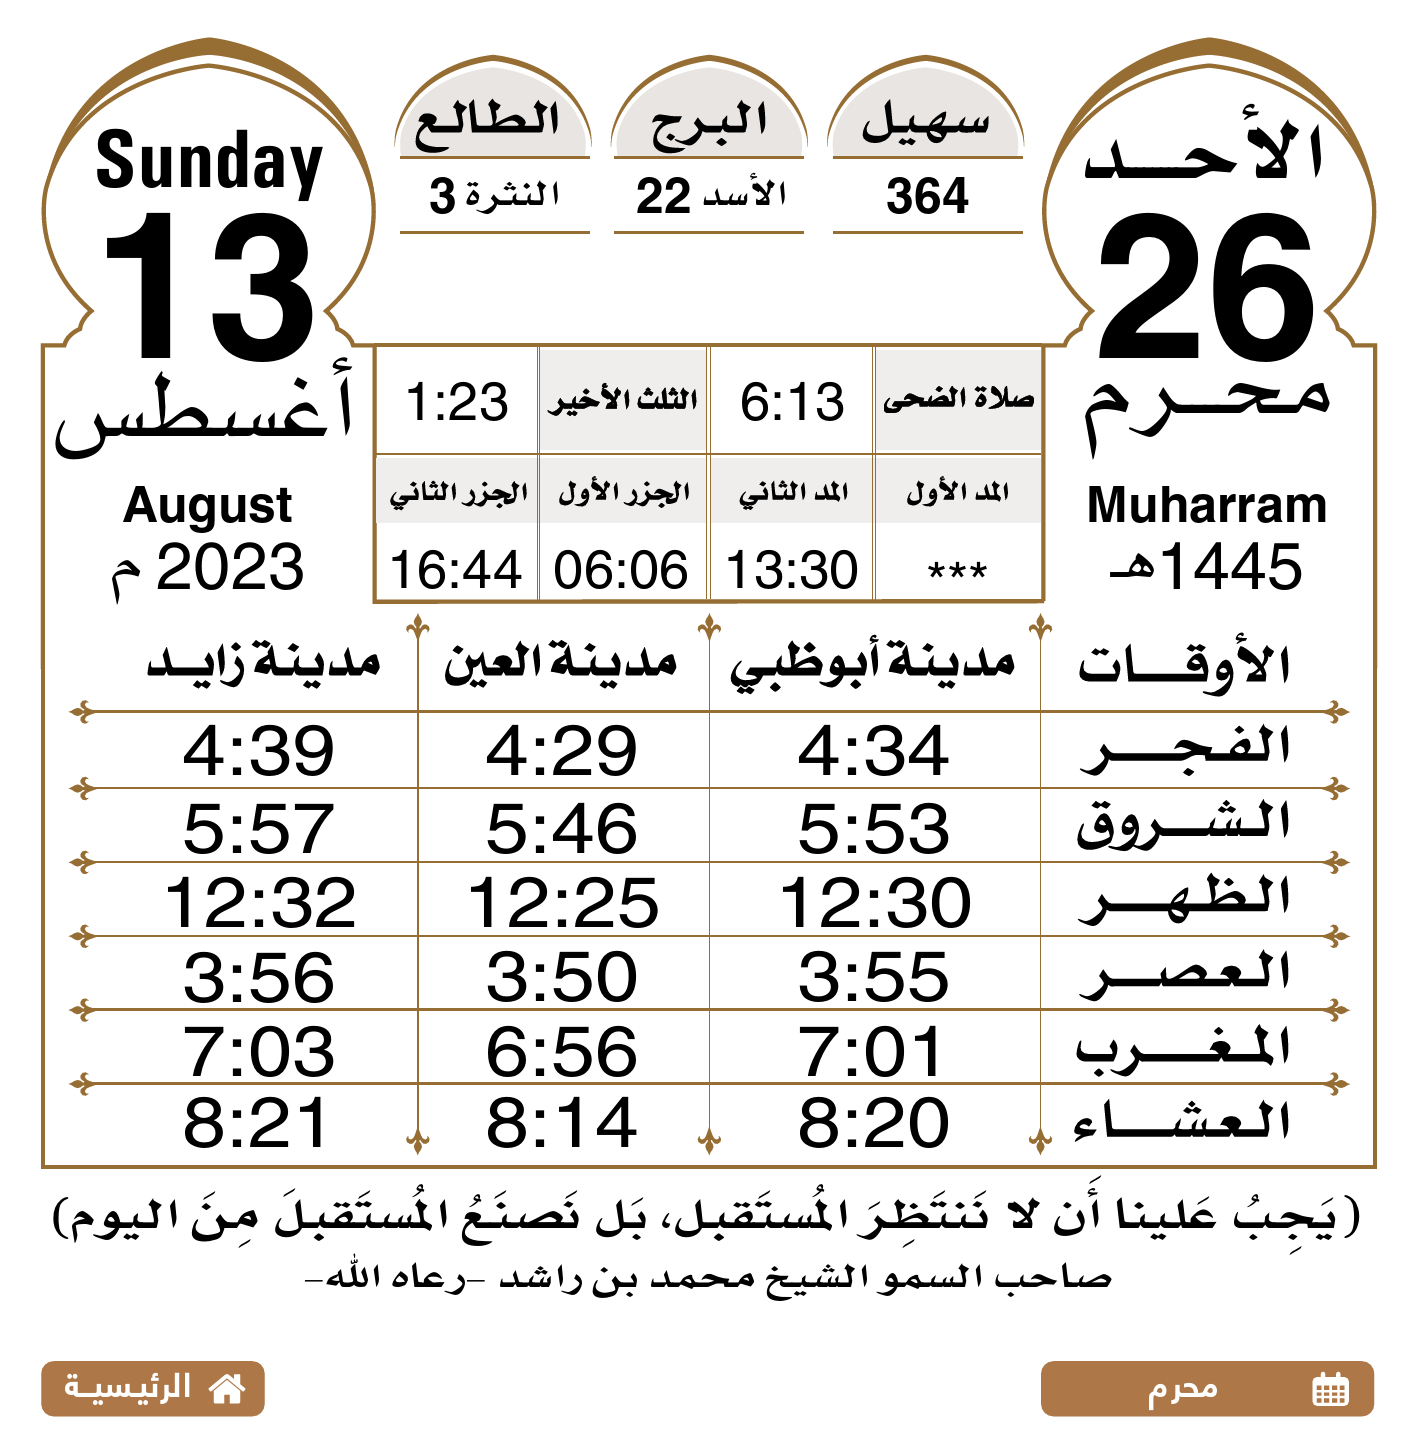 الأحد
26
محرم
Muharram
1445هـ
سهيل
364
البرج
الأسد 22
الطالع
النثرة 3
Sunday
13
أغسطس
August
2023 م
صلاة الضحى 6:13 الثلث الأخير 1:23
المد الأول المد الثاني الجزر الأول الجزر الثاني
*** 13:30 06:06 16:44
الأوقات مدينة أبوظبي مدينة العين مدينة زايد
الفجر 4:34 4:29 4:39
الشروق 5:53 5:46 5:57
الظهر 12:30 12:25 12:32
العصر 3:55 3:50 3:56
المغرب 7:01 6:56 7:03
العشاء 8:20 8:14 8:21
(يَجِبُ عَلينا أَن لا نَنتَظِرَ المُستَقبل، بَل نَصنَعُ المُستَقبلَ مِنَ اليوم)
صاحب السمو الشيخ محمد بن راشد -رعاه الله-
محرم
الرئيسية